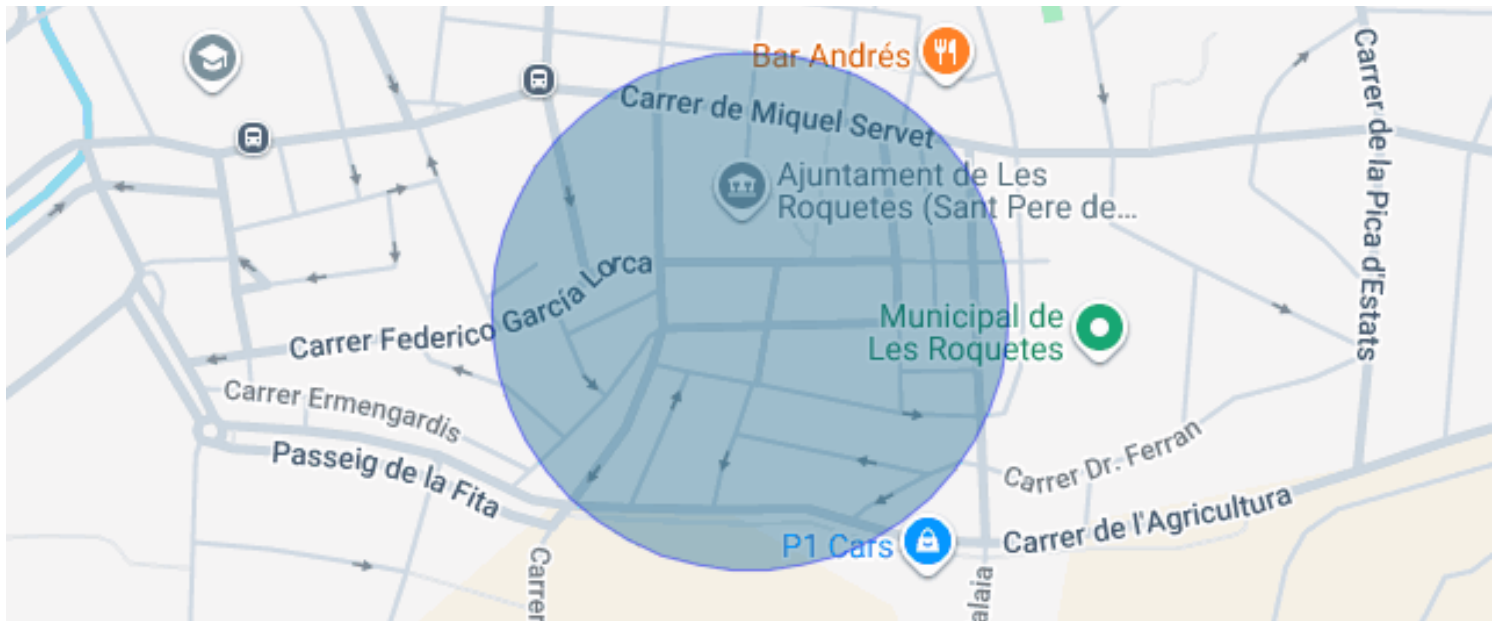 Bar Andrés
Carrer de Miquel Servet
Carrer de la Pica d'Estats
Ajuntament de Les
Roquetes (Sant Pere de...
Carrer Federico García Lorca
Municipal de
Les Roquetes
Carrer Ermengardis
Passeig de la Fita
Carrer Dr. Ferran
Carrer de l'Agricultura
P1 Cars
Carrer
alaia